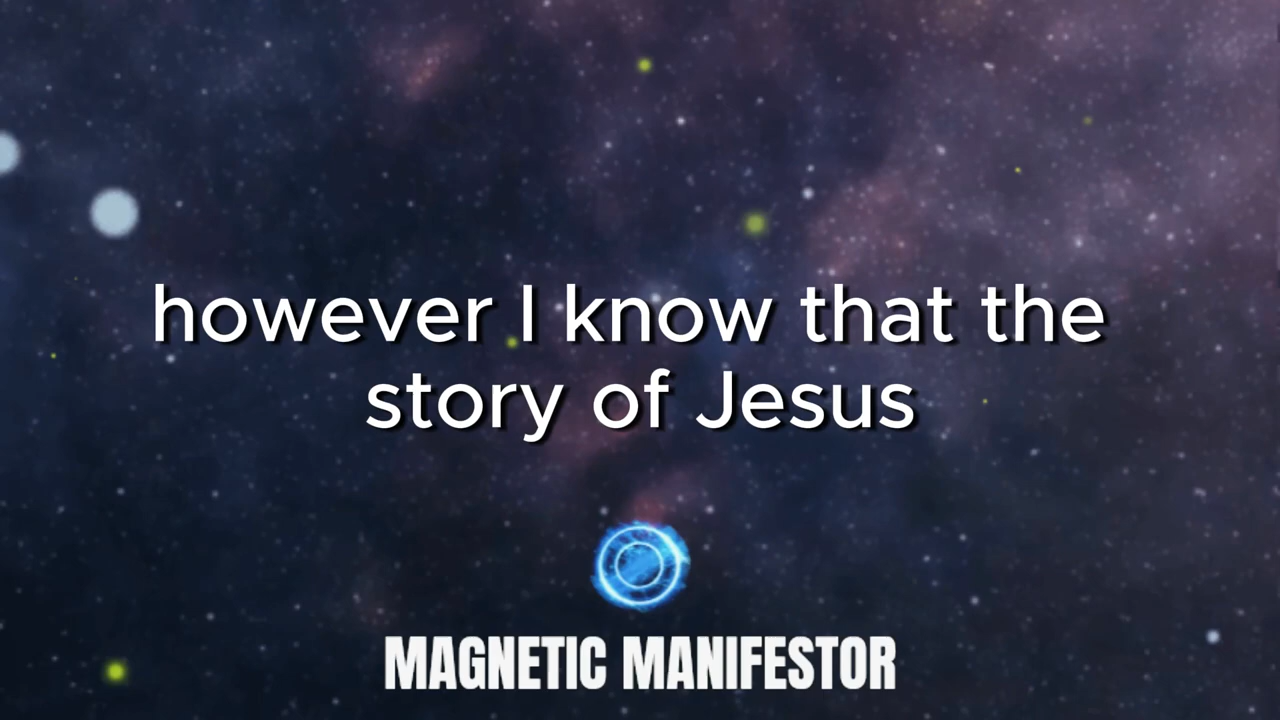 however I know that the
story of Jesus
MAGNETIC MANIFESTOR